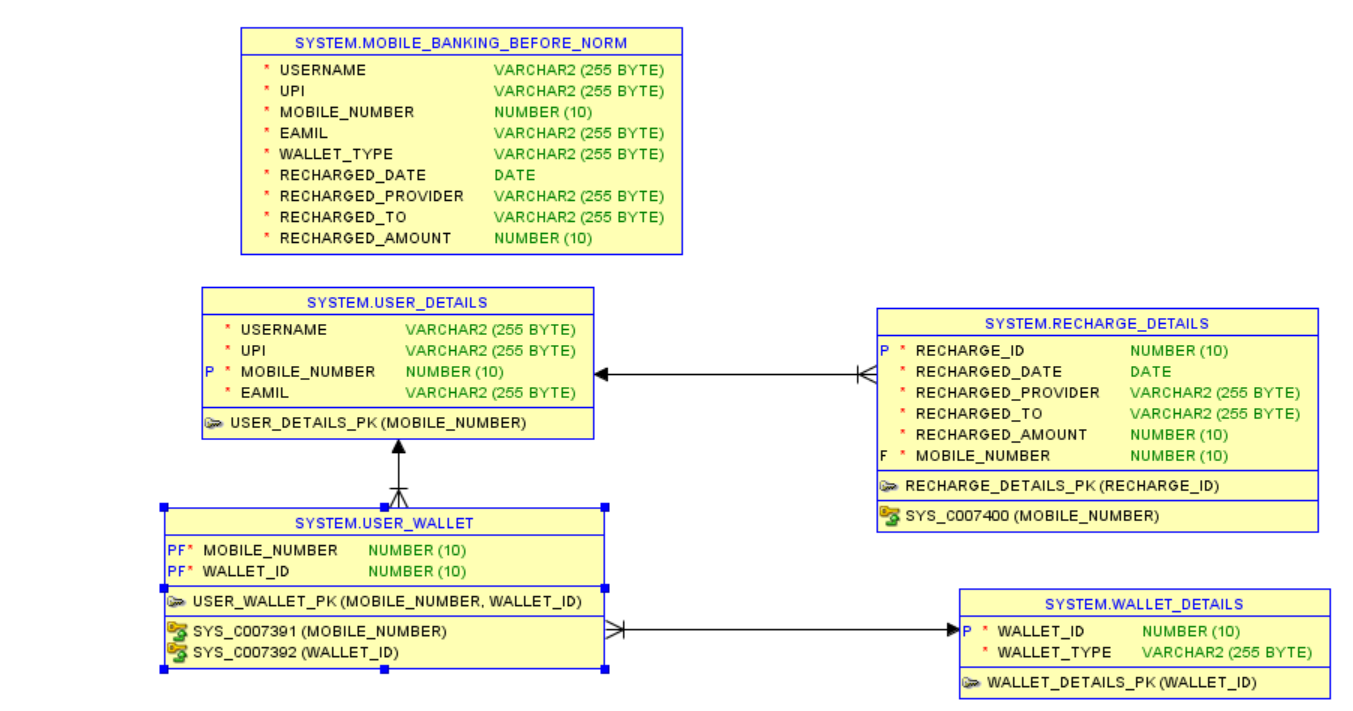 SYSTEM.MOBILE_BANKING_BEFORE_NORM
* USERNAME VARCHAR2 (255 BYTE)
* UPI VARCHAR2 (255 BYTE)
* MOBILE_NUMBER NUMBER (10)
* EAMIL VARCHAR2 (255 BYTE)
* WALLET_TYPE VARCHAR2 (255 BYTE)
* RECHARGED_DATE DATE
* RECHARGED_PROVIDER VARCHAR2 (255 BYTE)
* RECHARGED_TO VARCHAR2 (255 BYTE)
* RECHARGED_AMOUNT NUMBER (10)
SYSTEM.USER_DETAILS
* USERNAME VARCHAR2 (255 BYTE)
* UPI VARCHAR2 (255 BYTE)
P * MOBILE_NUMBER NUMBER (10)
* EAMIL VARCHAR2 (255 BYTE)
USER_DETAILS_PK (MOBILE_NUMBER)
SYSTEM.RECHARGE_DETAILS
P * RECHARGE_ID NUMBER (10)
* RECHARGED_DATE DATE
* RECHARGED_PROVIDER VARCHAR2 (255 BYTE)
* RECHARGED_TO VARCHAR2 (255 BYTE)
* RECHARGED_AMOUNT NUMBER (10)
F * MOBILE_NUMBER NUMBER (10)
RECHARGE_DETAILS_PK (RECHARGE_ID)
SYS_C007400 (MOBILE_NUMBER)
SYSTEM.USER_WALLET
PF* MOBILE_NUMBER NUMBER (10)
PF* WALLET_ID NUMBER (10)
USER_WALLET_PK (MOBILE_NUMBER, WALLET_ID)
SYS_C007391 (MOBILE_NUMBER)
SYS_C007392 (WALLET_ID)
SYSTEM.WALLET_DETAILS
P * WALLET_ID NUMBER (10)
* WALLET_TYPE VARCHAR2 (255 BYTE)
WALLET_DETAILS_PK (WALLET_ID)